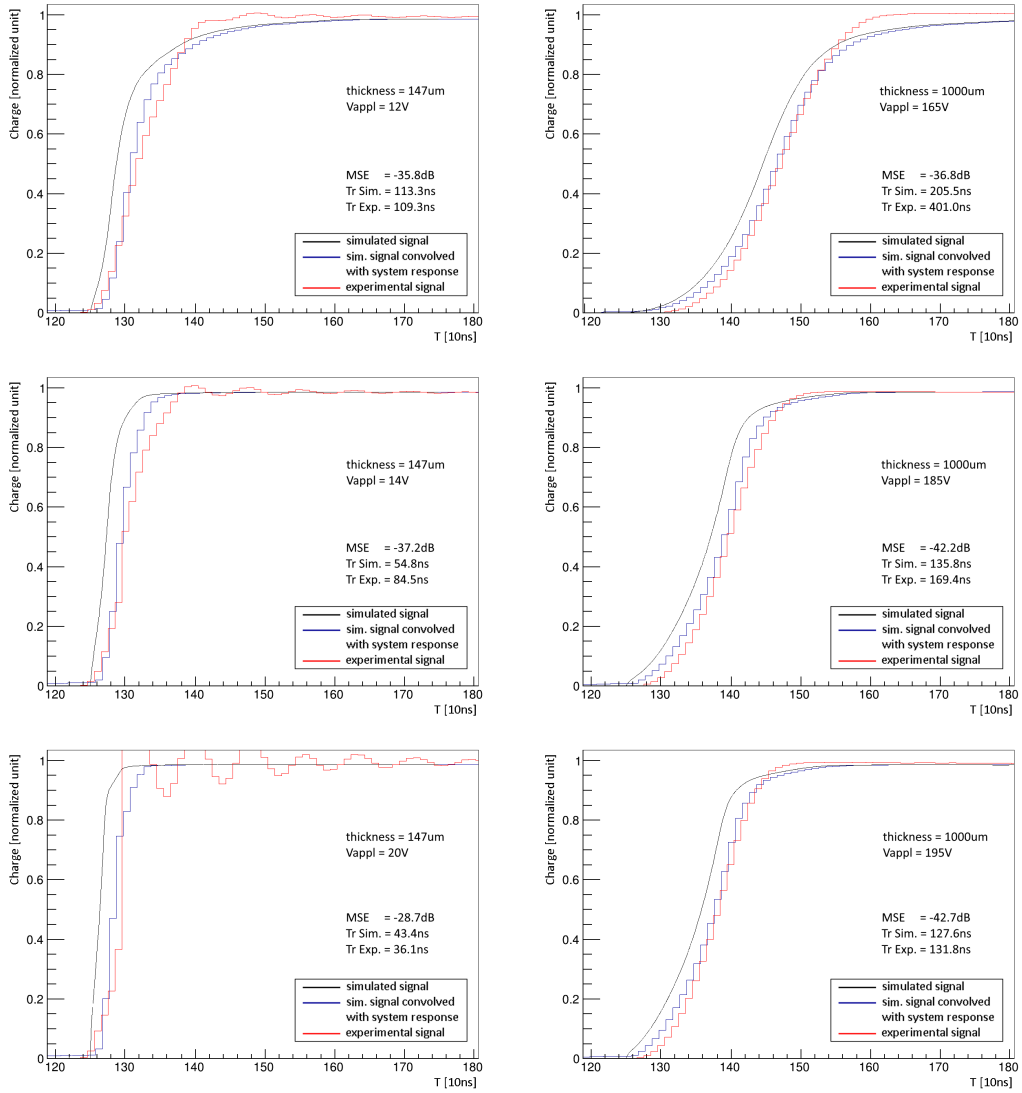 Charge [normalized unit]
1
0.8
0.6
0.4
0.2
0
thickness = 147um
Vappl = 12V
MSE = -35.8dB
Tr Sim. = 113.3ns
Tr Exp. = 109.3ns
simulated signal
sim. signal convolved
with system response
experimental signal
120 130 140 150 160 170 180
T [10ns]
Charge [normalized unit]
1
0.8
0.6
0.4
0.2
0
thickness = 1000um
Vappl = 165V
MSE = -36.8dB
Tr Sim. = 205.5ns
Tr Exp. = 401.0ns
simulated signal
sim. signal convolved
with system response
experimental signal
120 130 140 150 160 170 180
T [10ns]
Charge [normalized unit]
1
0.8
0.6
0.4
0.2
0
thickness = 147um
Vappl = 14V
MSE = -37.2dB
Tr Sim. = 54.8ns
Tr Exp. = 84.5ns
simulated signal
sim. signal convolved
with system response
experimental signal
120 130 140 150 160 170 180
T [10ns]
Charge [normalized unit]
1
0.8
0.6
0.4
0.2
0
thickness = 1000um
Vappl = 185V
MSE = -42.2dB
Tr Sim. = 135.8ns
Tr Exp. = 169.4ns
simulated signal
sim. signal convolved
with system response
experimental signal
120 130 140 150 160 170 180
T [10ns]
Charge [normalized unit]
1
0.8
0.6
0.4
0.2
0
thickness = 147um
Vappl = 20V
MSE = -28.7dB
Tr Sim. = 43.4ns
Tr Exp. = 36.1ns
simulated signal
sim. signal convolved
with system response
experimental signal
120 130 140 150 160 170 180
T [10ns]
Charge [normalized unit]
1
0.8
0.6
0.4
0.2
0
thickness = 1000um
Vappl = 195V
MSE = -42.7dB
Tr Sim. = 127.6ns
Tr Exp. = 131.8ns
simulated signal
sim. signal convolved
with system response
experimental signal
120 130 140 150 160 170 180
T [10ns]